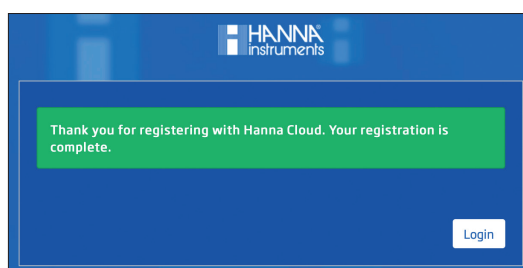 HANNA®
instruments
Thank you for registering with Hanna Cloud. Your registration is
complete.
Login